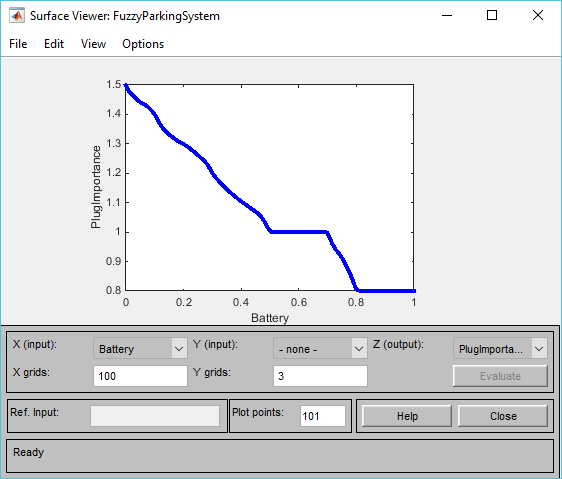 Surface Viewer: FuzzyParkingSystem
File Edit View Options
1.5
1.4
1.3
1.2
1.1
1
0.9
0.8
PlugImportance
0 0.2 0.4 0.6 0.8 1
Battery
X (input): Battery Y (input): - none - Z (output): PlugImporta...
X grids: 100 Y grids: 3 Evaluate
Ref. Input: Plot points: 101 Help Close
Ready